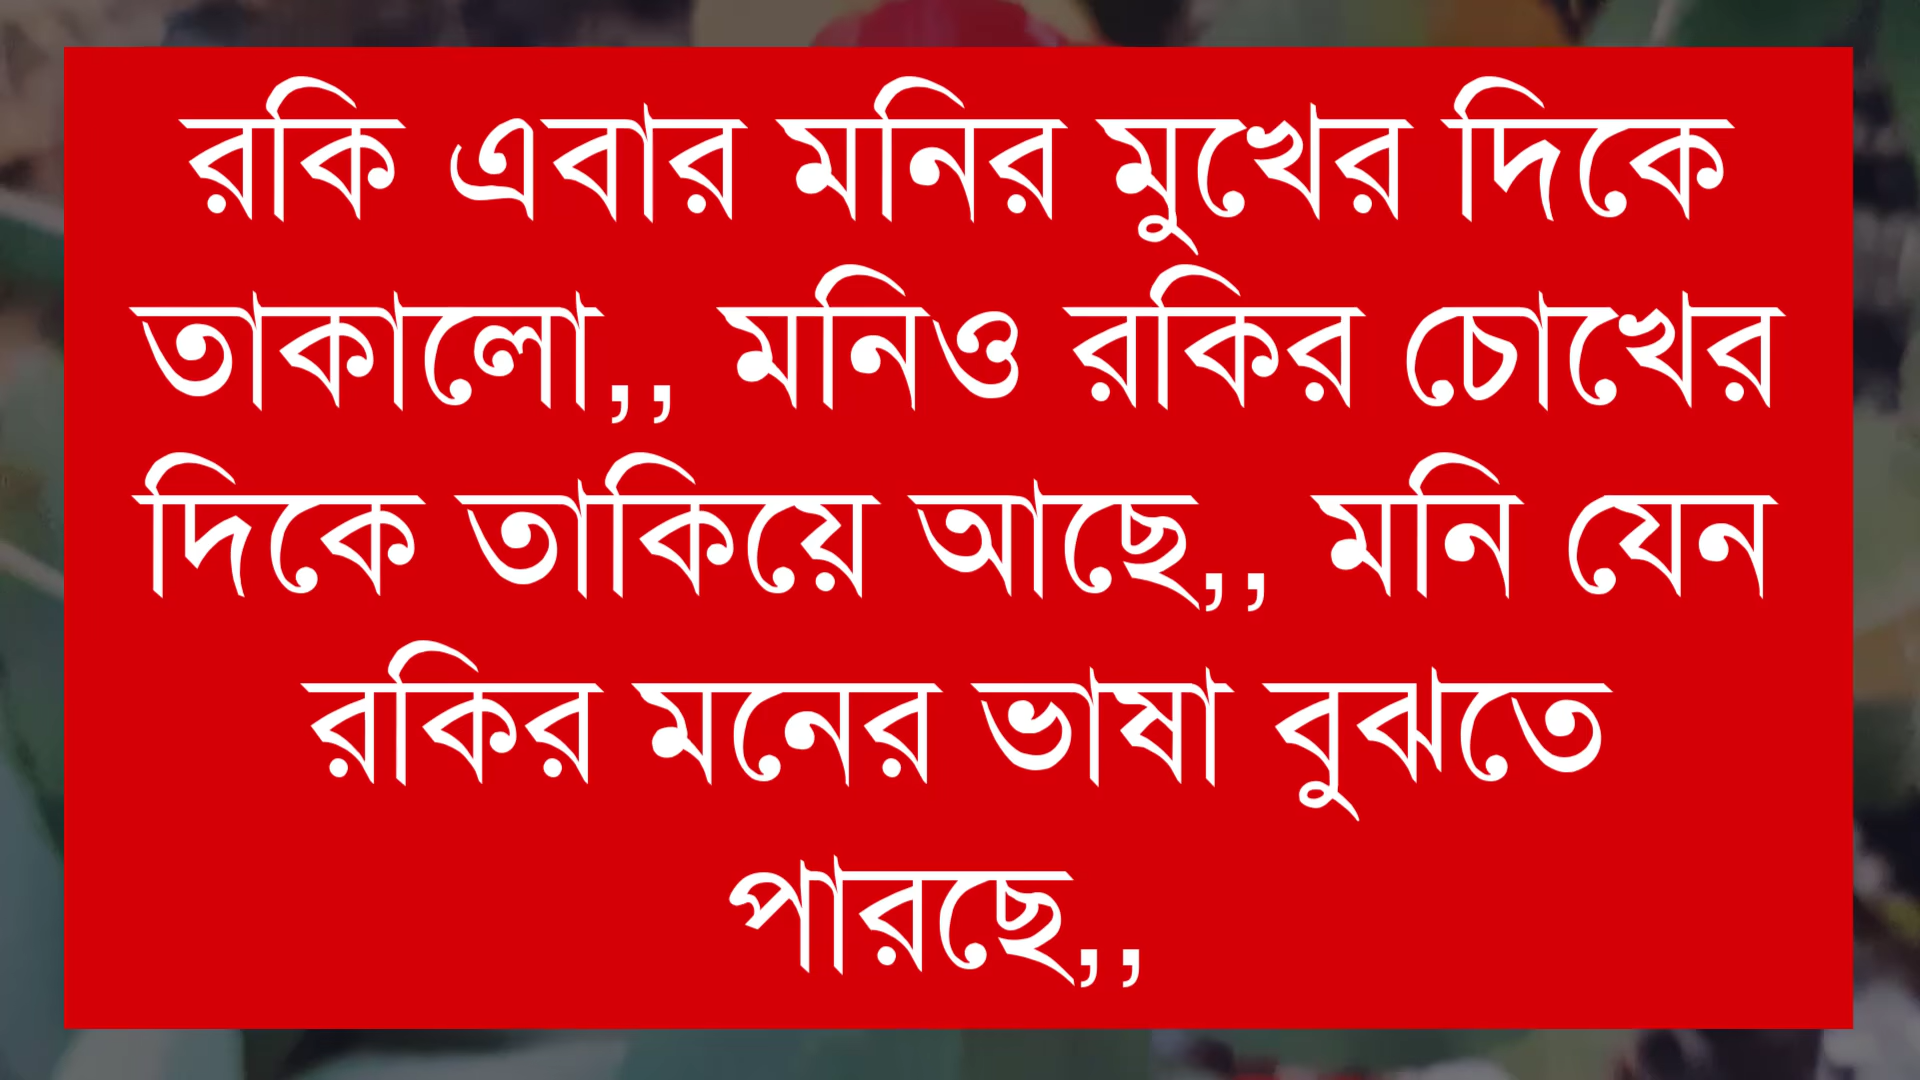 রকি এবার মনির মুখের দিকে
তাকালো,, মনিও রকির চোখের
দিকে তাকিয়ে আছে,, মনি যেন
রকির মনের ভাষা বুঝতে
পারছে,,